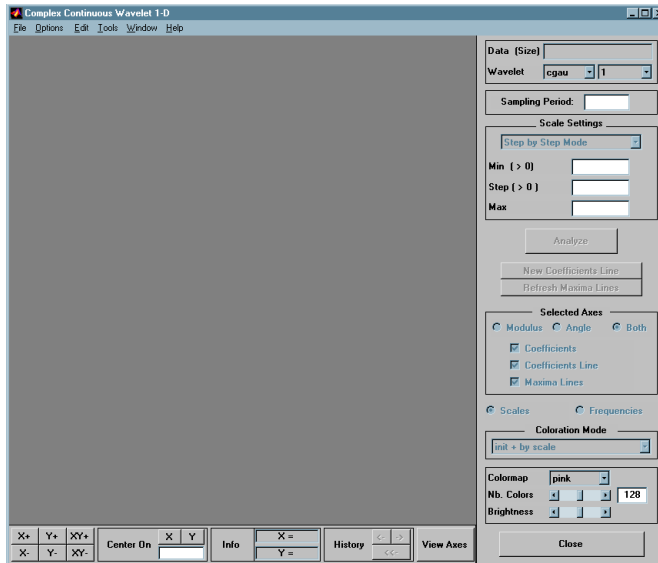 Complex Continuous Wavelet 1-D
File Options Edit Tools Window Help
Data (Size)
Wavelet cgau 1
Sampling Period:
Scale Settings
Step by Step Mode
Min ( > 0)
Step ( > 0 )
Max
Analyze
New Coefficients Line
Refresh Maxima Lines
Selected Axes
Modulus Angle Both
Coefficients
Coefficients Line
Maxima Lines
Scales Frequencies
Coloration Mode
init + by scale
Colormap pink
Nb. Colors 128
Brightness
X+ Y+ XY+
X- Y- XY-
Center On X Y
Info X =
Y =
History <- ->
<<-
View Axes
Close